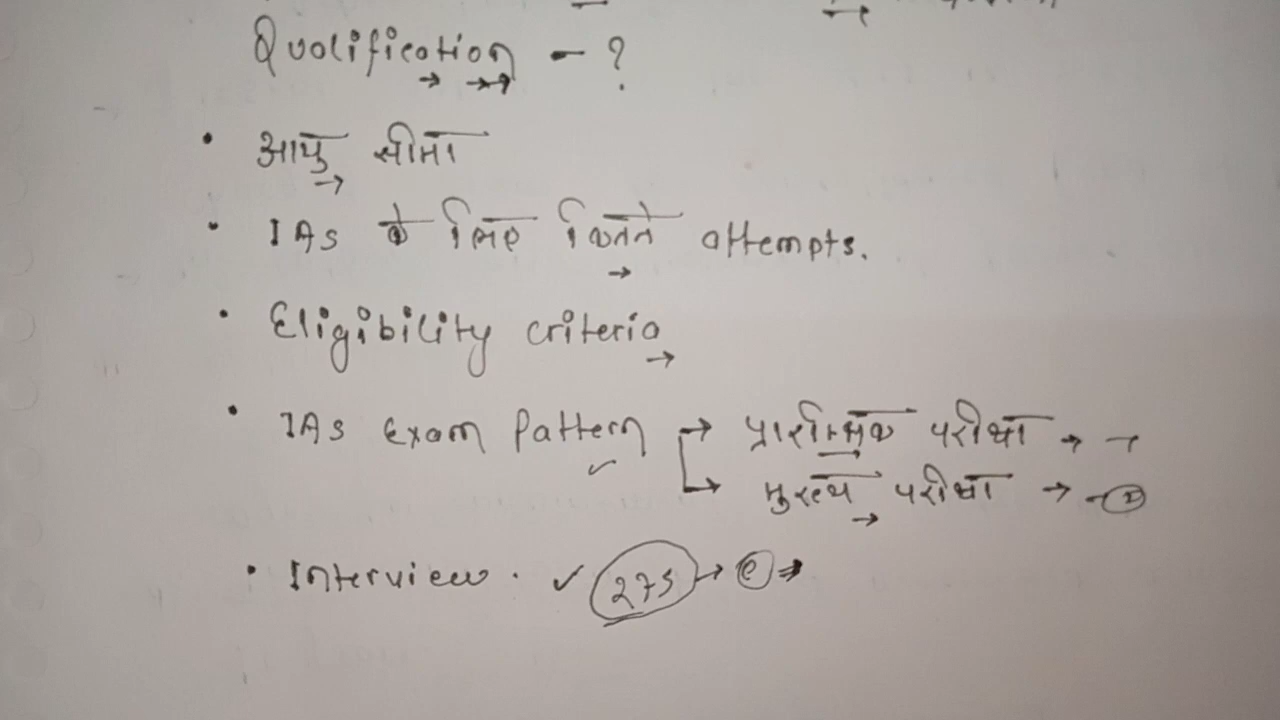 Qualification - ?
• आयु सीमा
• IAS के लिए कितने attempts.
• Eligibility criteria
• IAS Exam Pattern → प्रारम्भिक परीक्षा →
→ मुख्य परीक्षा →
• Interview. ✓ 275 →